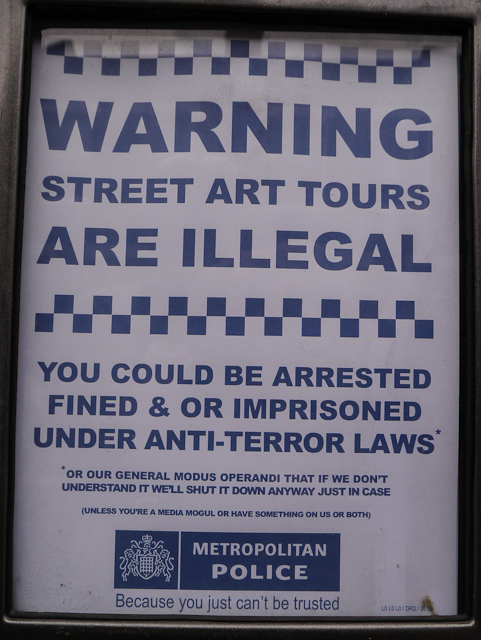 WARNING
STREET ART TOURS
ARE ILLEGAL
YOU COULD BE ARRESTED
FINED & OR IMPRISONED
UNDER ANTI-TERROR LAWS*
*OR OUR GENERAL MODUS OPERANDI THAT IF WE DON'T
UNDERSTAND IT WE'LL SHUT IT DOWN ANYWAY JUST IN CASE
(UNLESS YOU'RE A MEDIA MOGUL OR HAVE SOMETHING ON US OR BOTH)
METROPOLITAN
POLICE
Because you just can't be trusted